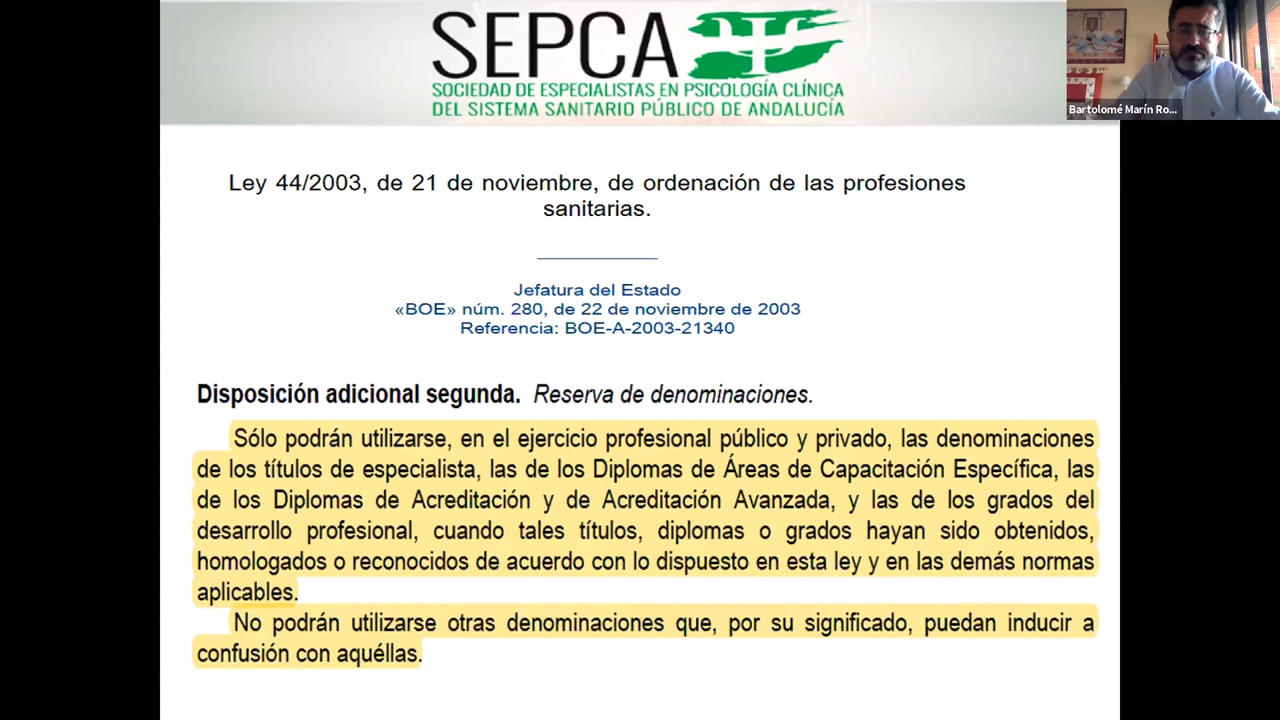 SEPCA
SOCIEDAD DE ESPECIALISTAS EN PSICOLOGÍA CLÍNICA
DEL SISTEMA SANITARIO PÚBLICO DE ANDALUCÍA
Bartolomé Marín Ro...
Ley 44/2003, de 21 de noviembre, de ordenación de las profesiones
sanitarias.
Jefatura del Estado
«BOE» núm. 280, de 22 de noviembre de 2003
Referencia: BOE-A-2003-21340
Disposición adicional segunda. Reserva de denominaciones.
Sólo podrán utilizarse, en el ejercicio profesional público y privado, las denominaciones
de los títulos de especialista, las de los Diplomas de Áreas de Capacitación Específica, las
de los Diplomas de Acreditación y de Acreditación Avanzada, y las de los grados del
desarrollo profesional, cuando tales títulos, diplomas o grados hayan sido obtenidos,
homologados o reconocidos de acuerdo con lo dispuesto en esta ley y en las demás normas
aplicables.
No podrán utilizarse otras denominaciones que, por su significado, puedan inducir a
confusión con aquéllas.